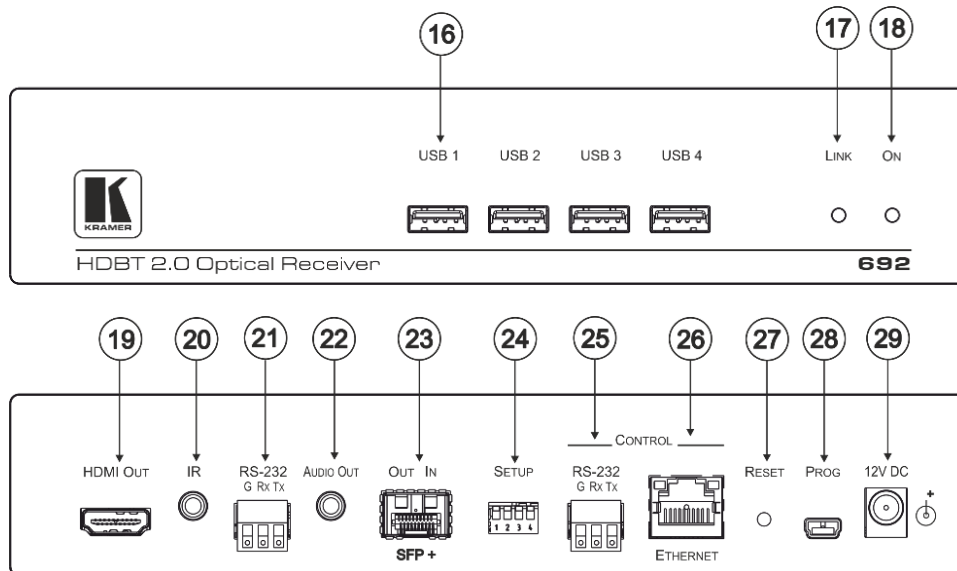 16 17 18
USB 1 USB 2 USB 3 USB 4 LINK ON
K
KRAMER
HDBT 2.0 Optical Receiver 692
19 20 21 22 23 24 25 26 27 28 29
CONTROL
HDMI OUT IR RS-232 AUDIO OUT OUT IN SETUP RS-232 RESET PROG 12V DC
G Rx Tx G Rx Tx
+
1 2 3 4
SFP + ETHERNET